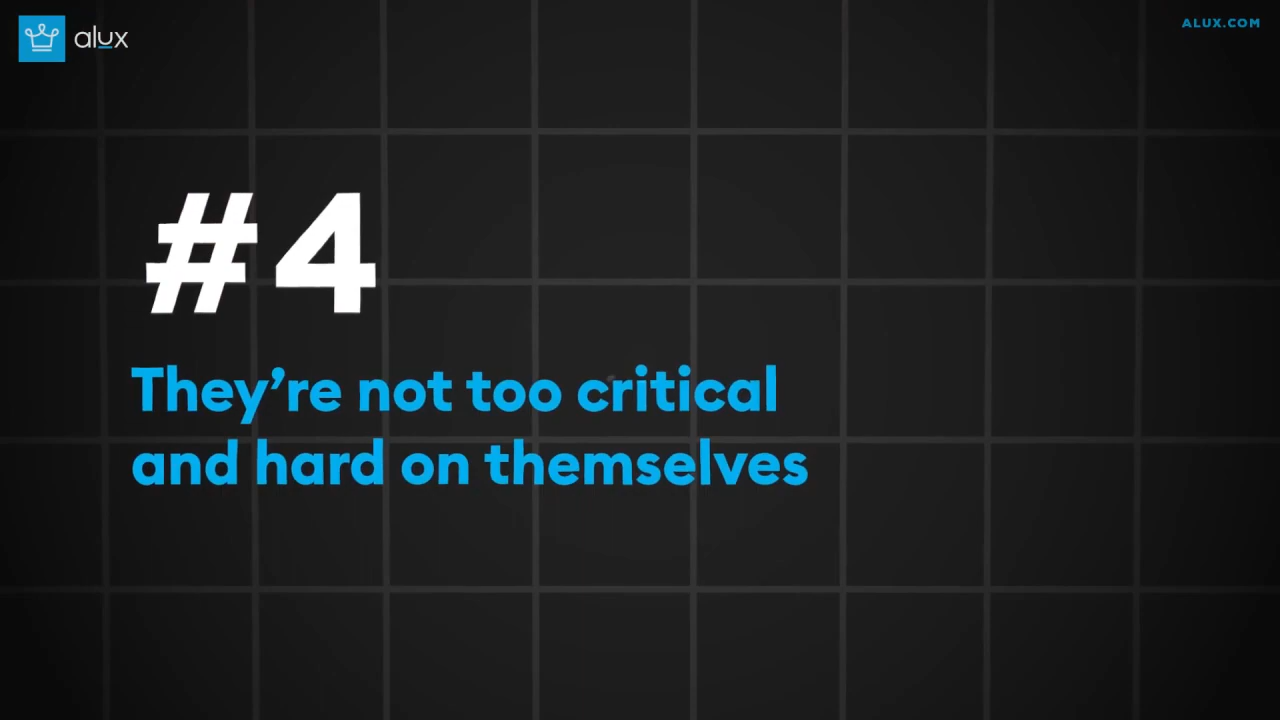 alux
ALUX.COM
#4
They’re not too critical
and hard on themselves